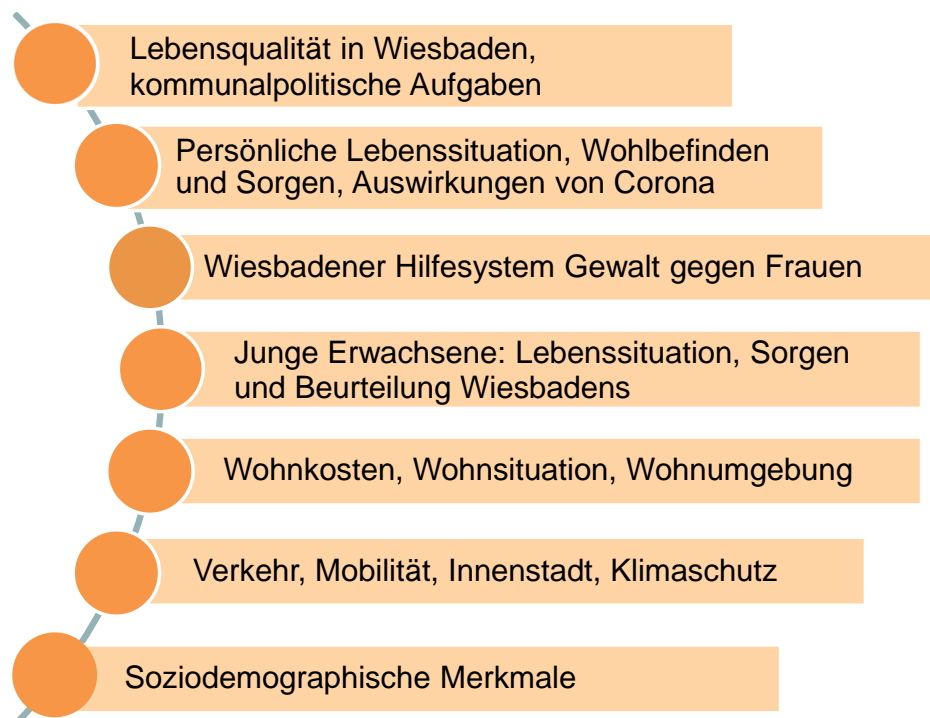 Lebensqualität in Wiesbaden,
kommunalpolitische Aufgaben
Persönliche Lebenssituation, Wohlbefinden
und Sorgen, Auswirkungen von Corona
Wiesbadener Hilfesystem Gewalt gegen Frauen
Junge Erwachsene: Lebenssituation, Sorgen
und Beurteilung Wiesbadens
Wohnkosten, Wohnsituation, Wohnumgebung
Verkehr, Mobilität, Innenstadt, Klimaschutz
Soziodemographische Merkmale